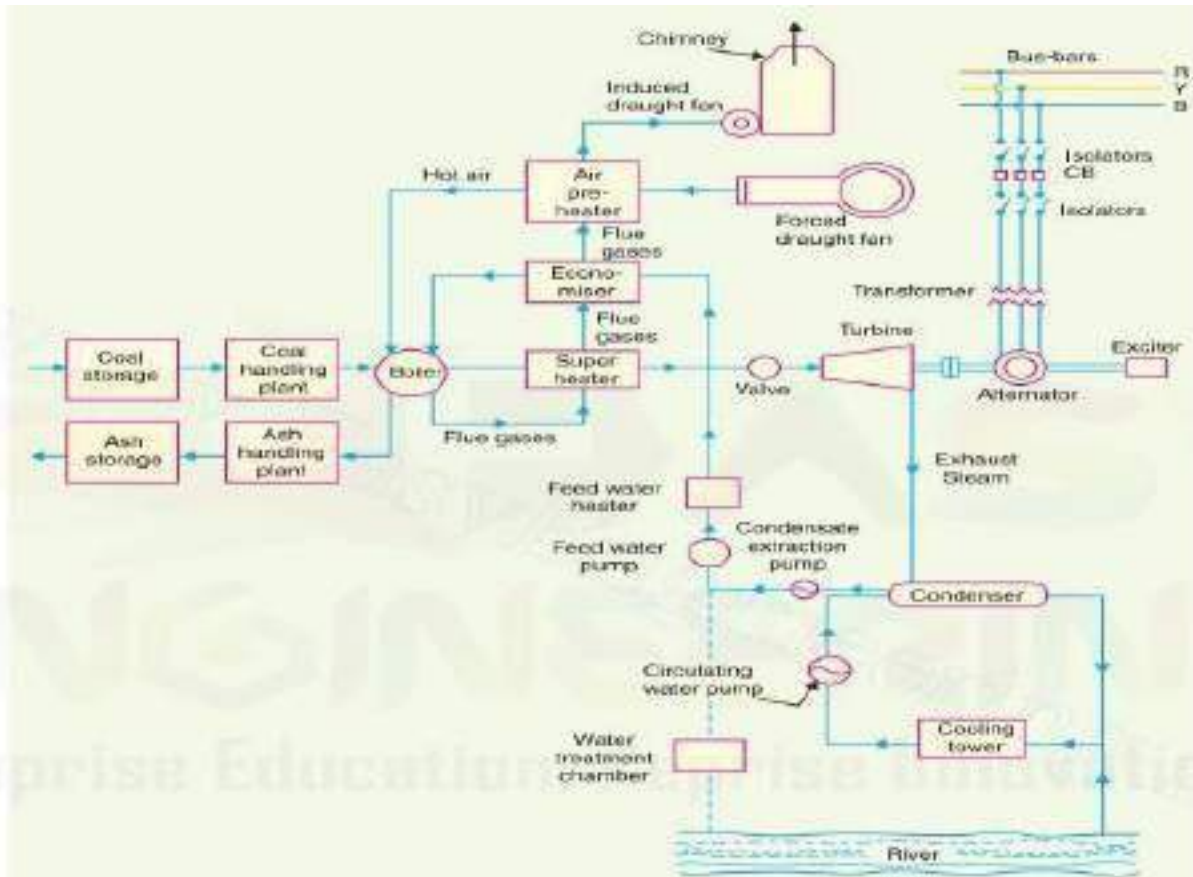 Chimney
Bus-bars
R
Y
B
Induced
draught fan
Isolators
CB
Isolators
Hot air
Air
pre-
heater
Forced
draught fan
Flue
gases
Econo-
miser
Transformer
Flue
gases
Turbine
Exciter
Coal
storage
Coal
handling
plant
Boiler
Super
heater
Valve
Alternator
Flue gases
Ash
storage
Ash
handling
plant
Exhaust
Steam
Feed water
heater
Condensate
extraction
pump
Feed water
pump
Condenser
Circulating
water pump
Cooling
tower
Water
treatment
chamber
River